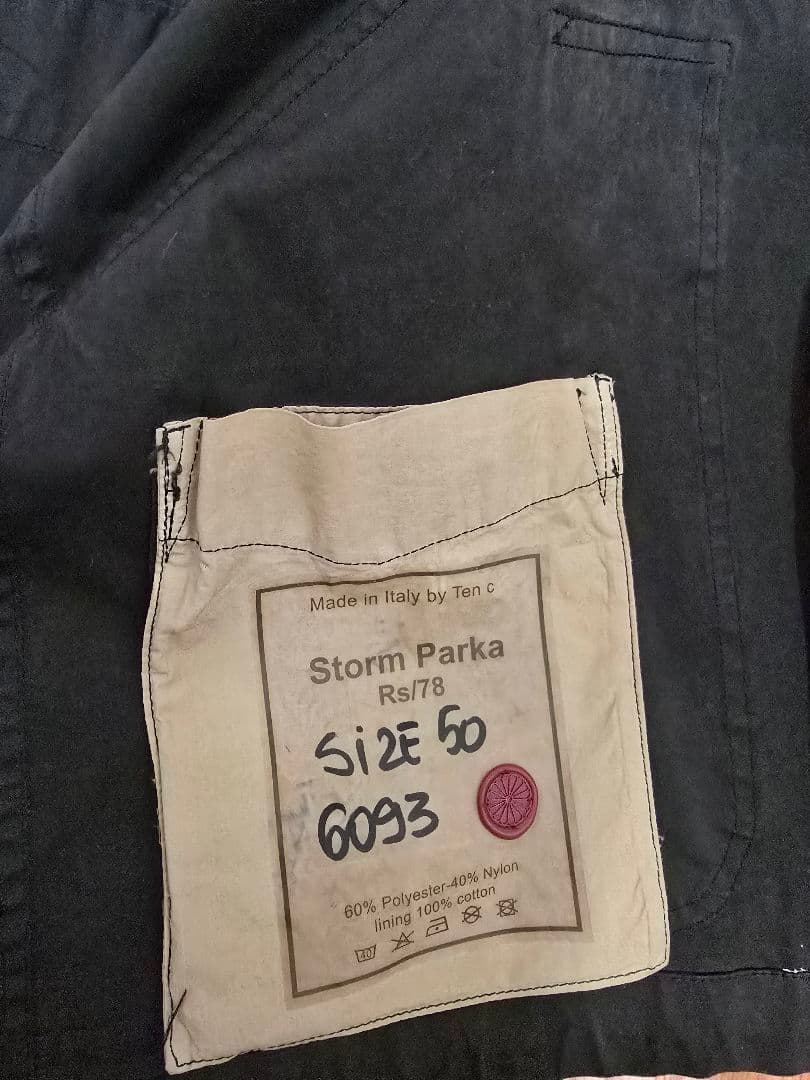 Made in Italy by Ten c
Storm Parka
Rs/78
SiZE 50
6093
60% Polyester-40% Nylon
lining 100% cotton
40